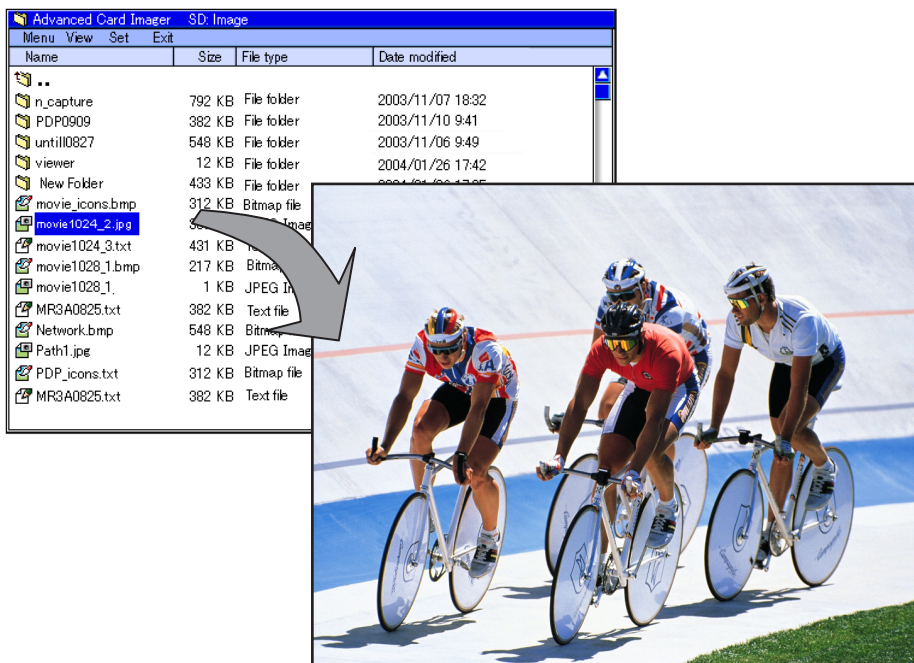 Advanced Card Imager SD: Image
Menu View Set Exit
Name Size File type Date modified
..
n_capture 792 KB File folder 2003/11/07 18:32
PDP0909 382 KB File folder 2003/11/10 9:41
untill0827 548 KB File folder 2003/11/06 9:49
viewer 12 KB File folder 2004/01/26 17:42
New Folder 433 KB File folder
movie_icons.bmp 312 KB Bitmap file
movie1024_2.jpg
movie1024_3.txt 431 KB
movie1028_1.bmp 217 KB
movie1028_1. 1 KB JPEG
MR3A0825.txt 382 KB Text file
Network.bmp 548 KB
Path1.jpg 12 KB JPEG Imag
PDP_icons.txt 312 KB Bitmap file
MR3A0825.txt 382 KB Text file